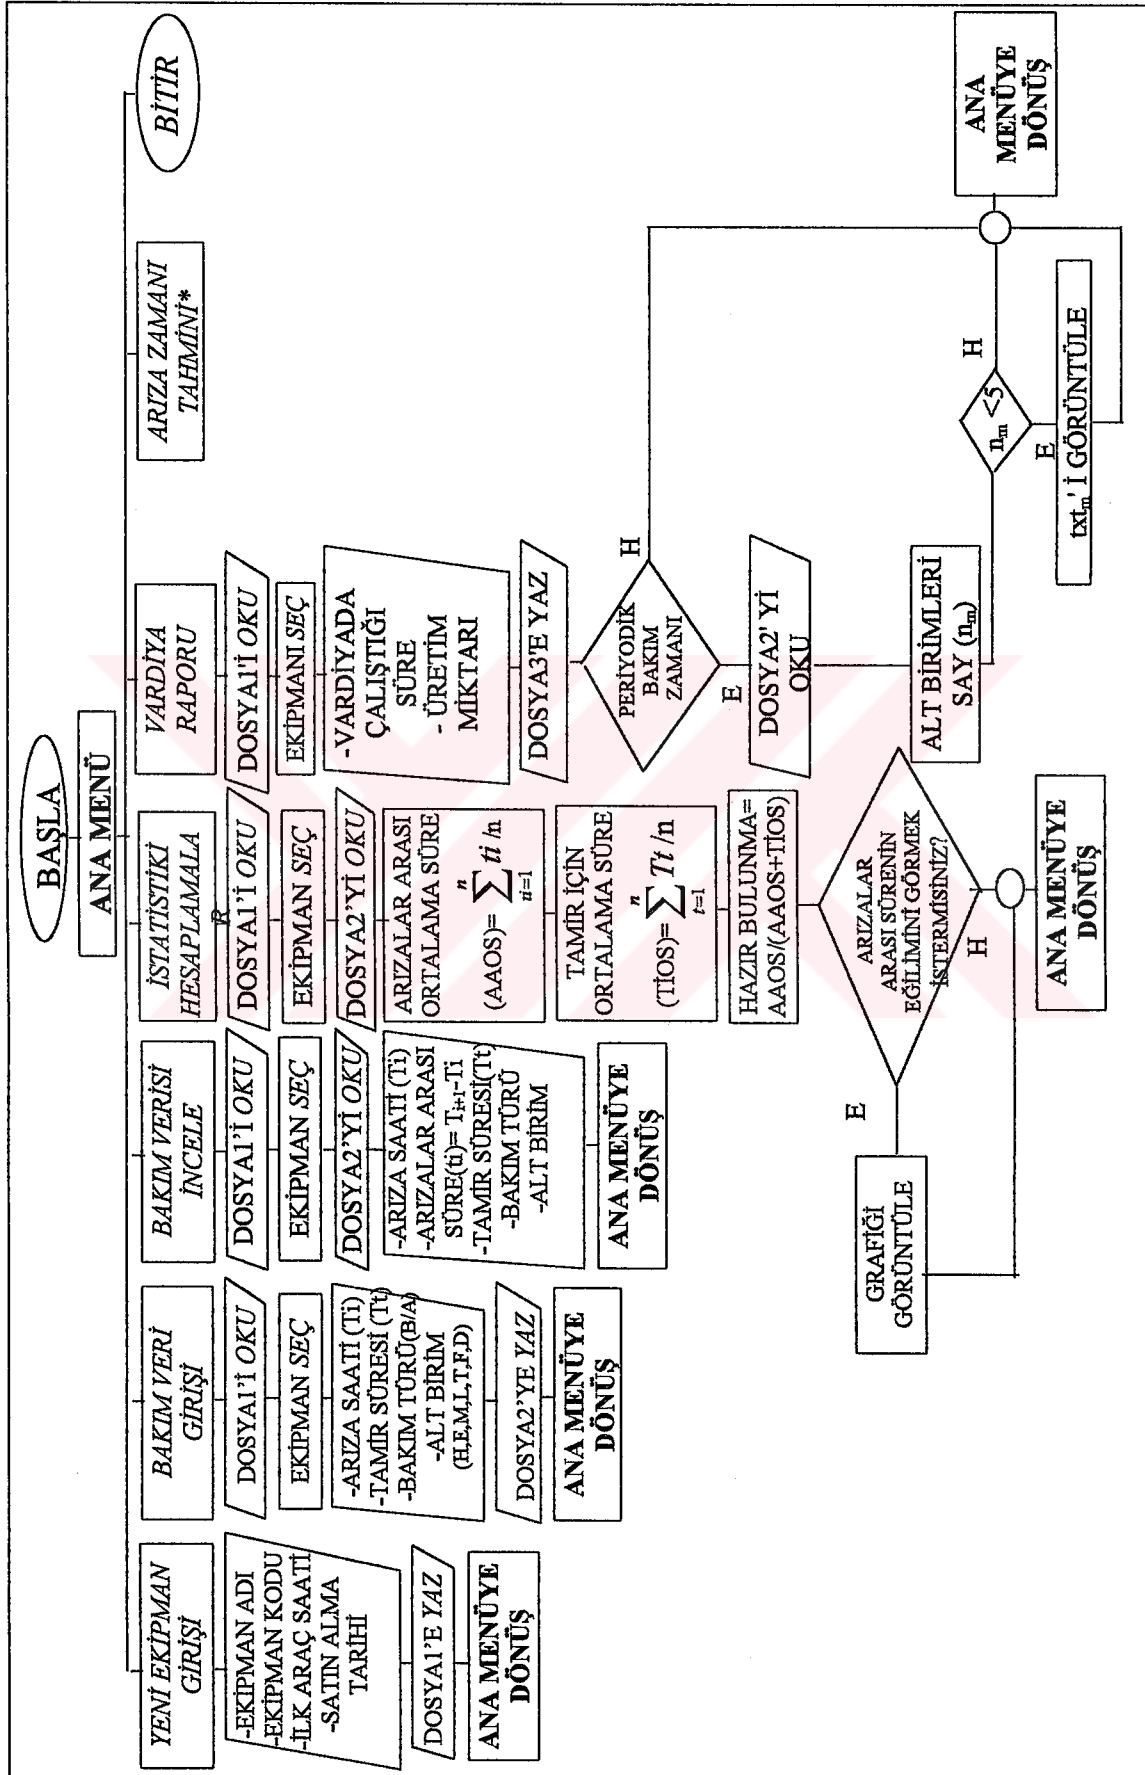 BAŞLA
ANA MENÜ
YENİ EKİPMAN
GİRİŞİ
-EKİPMAN ADI
-EKİPMAN KODU
-İLK ARAÇ SAATİ
-SATIN ALMA
TARİHİ
DOSYA1'E YAZ
ANA MENÜYE
DÖNÜŞ
BAKIM VERİ
GİRİŞİ
DOSYA1'İ OKU
EKİPMAN SEÇ
-ARIZA SAATİ (Ti)
-TAMİR SÜRESİ (Tt)
-BAKIM TÜRÜ(B/A)
-ALT BİRİM
(H,E,M,L,T,F,D)
DOSYA2'YE YAZ
ANA MENÜYE
DÖNÜŞ
BAKIM VERİSİ
İNCELE
DOSYA1'İ OKU
EKİPMAN SEÇ
DOSYA2'Yİ OKU
-ARIZA SAATİ (Ti)
-ARIZALAR ARASI
SÜRE(ti)= Tᵢ₊₁-Ti
-TAMİR SÜRESİ(Tt)
-BAKIM TÜRÜ
-ALT BİRİM
ANA MENÜYE
DÖNÜŞ
İSTATİSTİKİ
HESAPLAMALA
R
DOSYA1'İ OKU
EKİPMAN SEÇ
DOSYA2'Yİ OKU
ARIZALAR ARASI
ORTALAMA SÜRE
n
(AAOS)= ∑ ti /n
ti=1
TAMİR İÇİN
ORTALAMA SÜRE
n
(TİOS)= ∑ Tt /n
t=1
HAZIR BULUNMA=
AAOS/(AAOS+TİOS)
ARIZALAR
ARASI SÜRENİN
EĞİLİMİNİ GÖRMEK
İSTERMİSİNİZ?
E
H
GRAFİĞİ
GÖRÜNTÜLE
ANA MENÜYE
DÖNÜŞ
VARDİYA
RAPORU
DOSYA1'İ OKU
EKİPMANI SEÇ
-VARDİYADA
ÇALIŞTIĞI
SÜRE
- ÜRETİM
MİKTARI
DOSYA3'E YAZ
PERİYODİK
BAKIM
ZAMANI
H
E
DOSYA2' Yİ
OKU
ALT BİRİMLERİ
SAY (nₘ)
nₘ <5
H
E
txtₘ' İ GÖRÜNTÜLE
ANA
MENÜYE
DÖNÜŞ
ARIZA ZAMANI
TAHMİNİ*
BİTİR